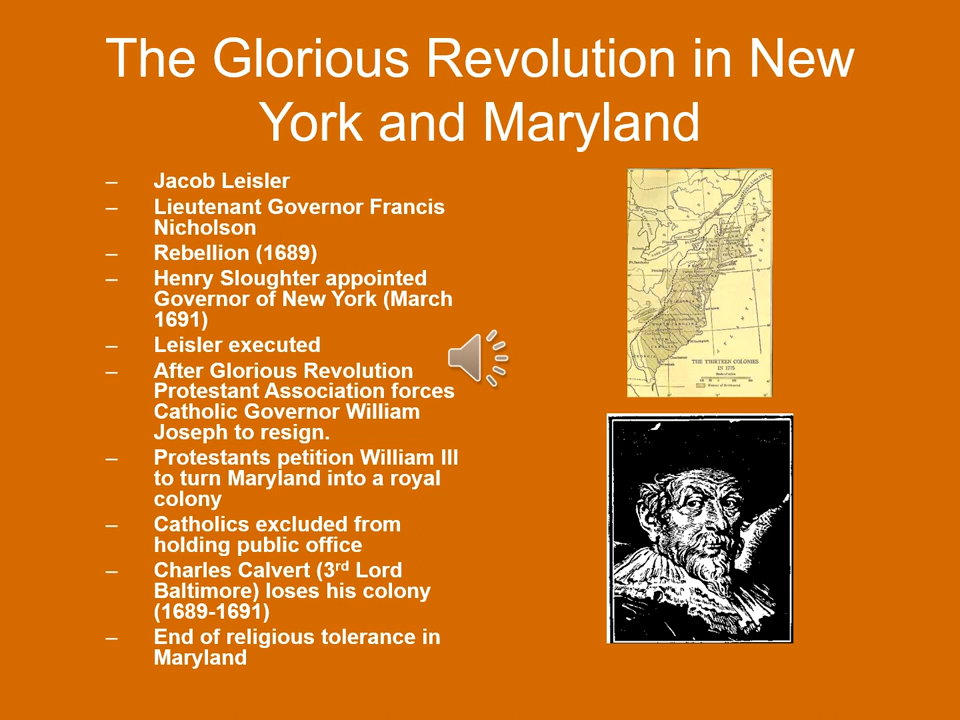 The Glorious Revolution in New
York and Maryland
– Jacob Leisler
– Lieutenant Governor Francis
Nicholson
– Rebellion (1689)
– Henry Sloughter appointed
Governor of New York (March
1691)
– Leisler executed
– After Glorious Revolution
Protestant Association forces
Catholic Governor William
Joseph to resign.
– Protestants petition William III
to turn Maryland into a royal
colony
– Catholics excluded from
holding public office
– Charles Calvert (3rd Lord
Baltimore) loses his colony
(1689-1691)
– End of religious tolerance in
Maryland
THE THIRTEEN COLONIES
IN 1775